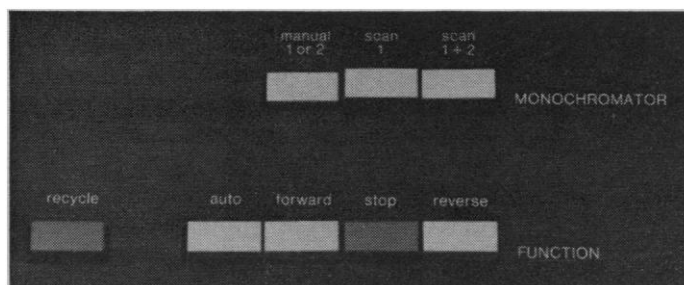 manual scan scan
1 or 2 1 1 + 2
MONOCHROMATOR
recycle auto forward stop reverse
FUNCTION